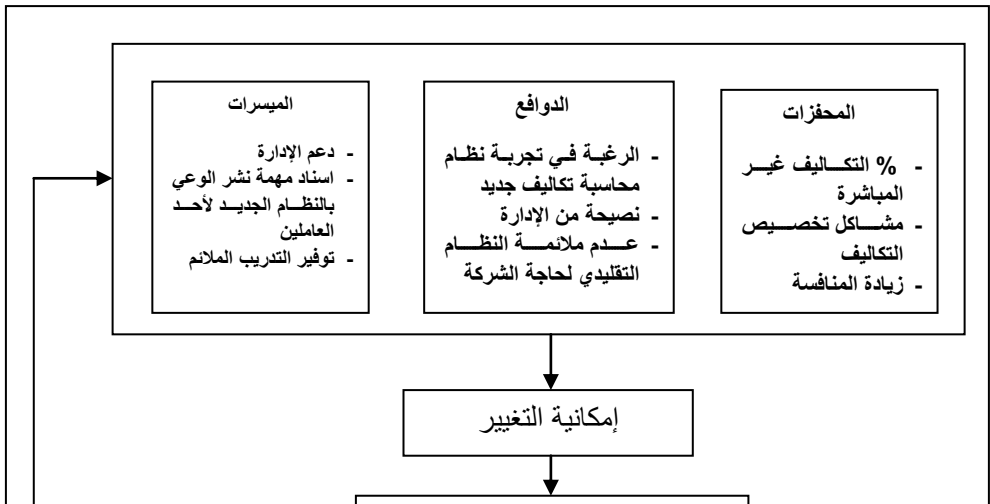 المحفزات
- % التكاليف غير
المباشرة
- مشاكل تخصيص
التكاليف
- زيادة المنافسة
الدوافع
- الرغبة في تجربة نظام
محاسبة تكاليف جديد
- نصيحة من الإدارة
- عدم ملائمة النظام
التقليدي لحاجة الشركة
الميسرات
- دعم الإدارة
- اسناد مهمة نشر الوعي
بالنظام الجديد لأحد
العاملين
- توفير التدريب الملائم
إمكانية التغيير